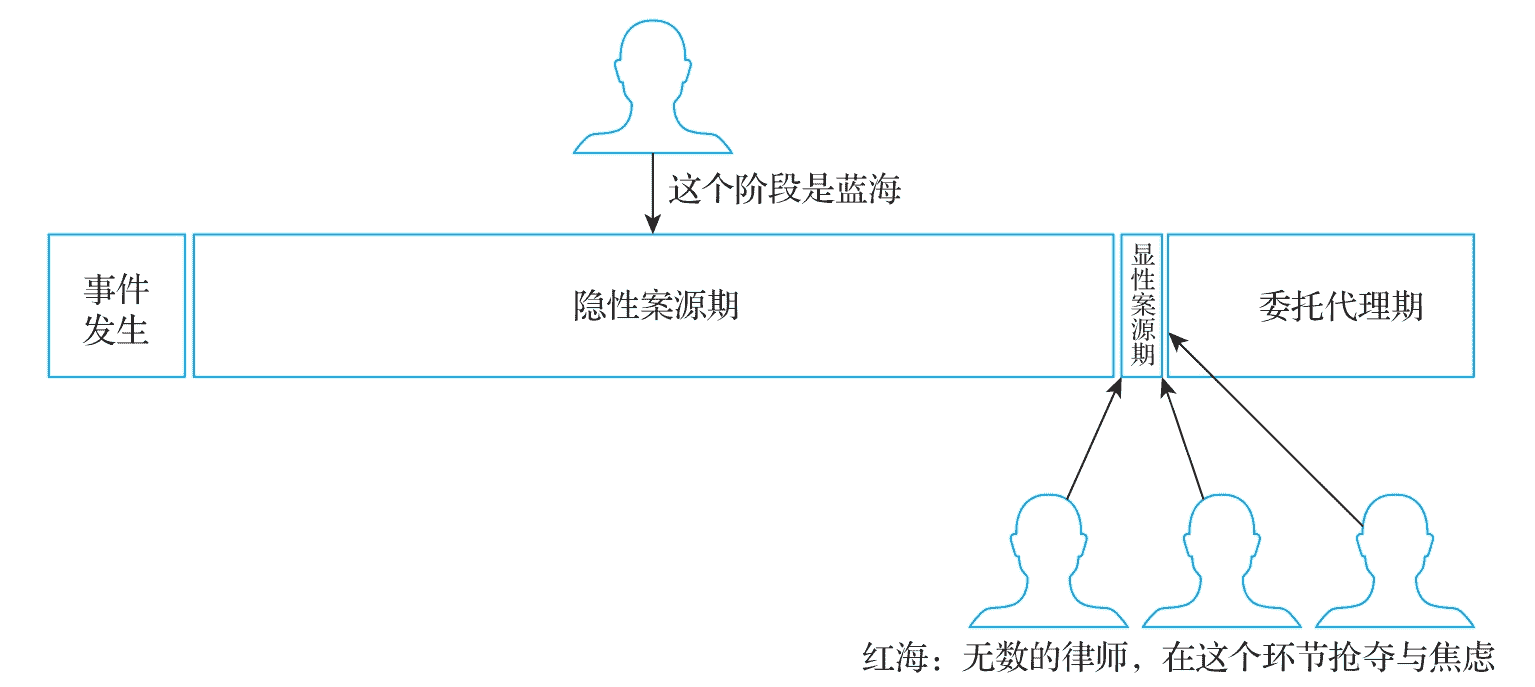 这个阶段是蓝海
事件
发生
隐性案源期
显性案源期
委托代理期
红海：无数的律师，在这个环节抢夺与焦虑